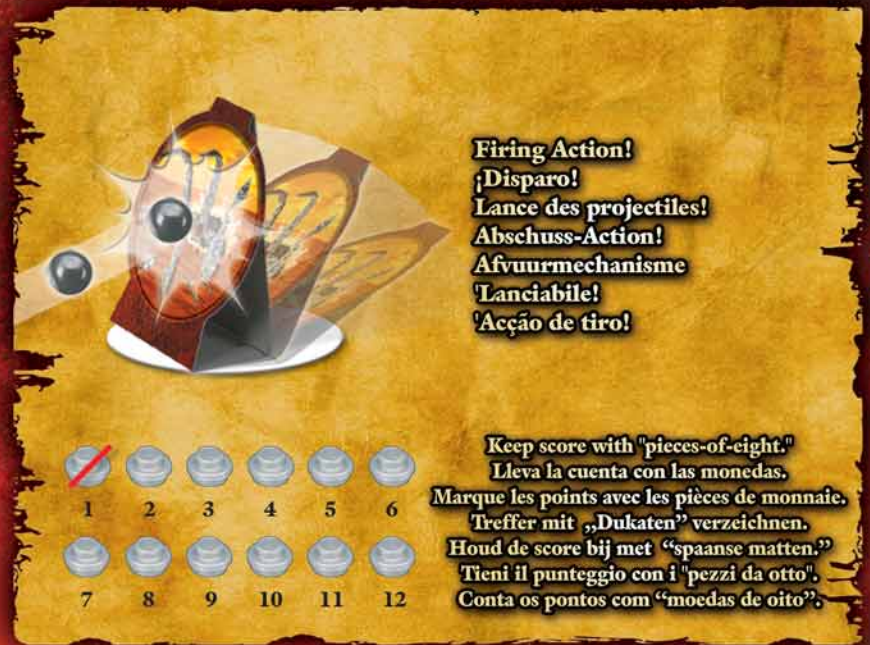 Firing Action!
¡Disparo!
Lance des projectiles!
Abschuss-Action!
Afvuurmechanisme
'Lanciabile!
'Acção de tiro!
1 2 3 4 5 6
7 8 9 10 11 12
Keep score with "pieces-of-eight."
Lleva la cuenta con las monedas.
Marque les points avec les pièces de monnaie.
Treffer mit „Dukaten” verzeichnen.
Houd de score bij met “spaanse matten.”
Tieni il punteggio con i "pezzi da otto".
Conta os pontos com “moedas de oito”.